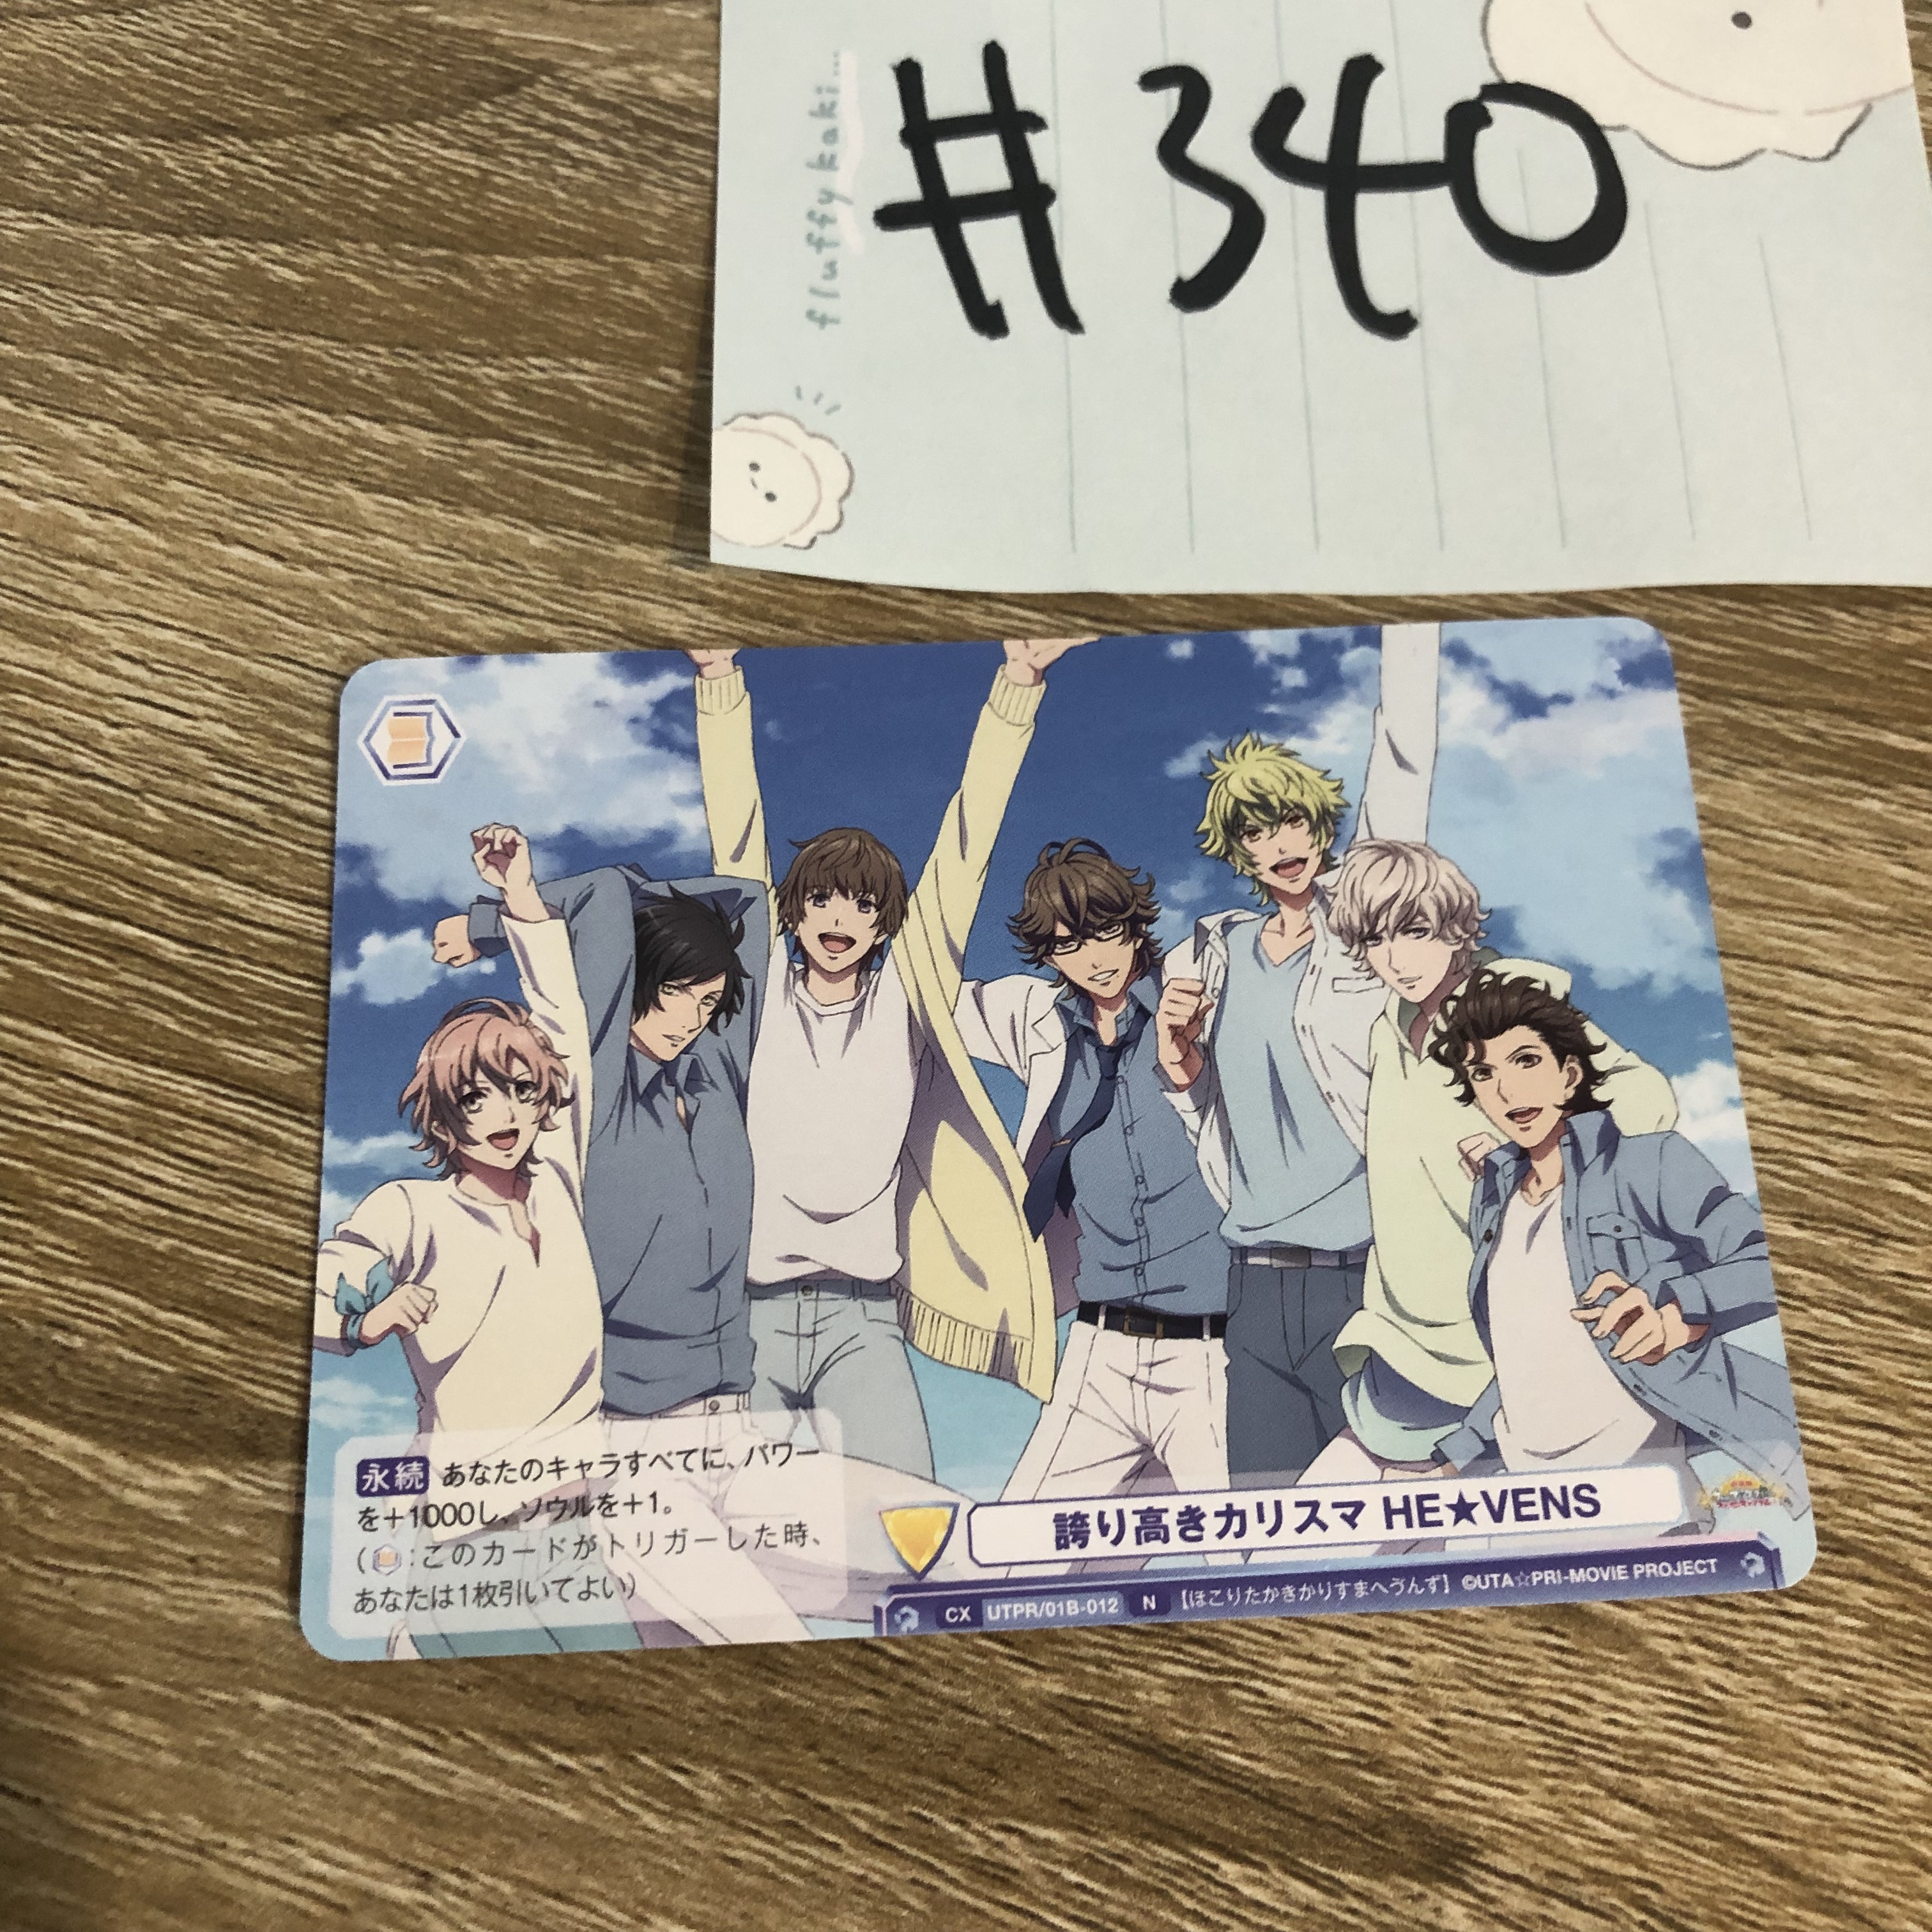 fluffy kaki...
#340
永続 あなたのキャラすべてに、パワー
を+1000し、ソウルを+1。
( :このカードがトリガーした時、
あなたは1枚引いてよい)
誇り高きカリスマ HE★VENS
CX UTPR/01B-012 N 【ほこりたかきかりすまへゔんず】 ©UTA☆PRI-MOVIE PROJECT